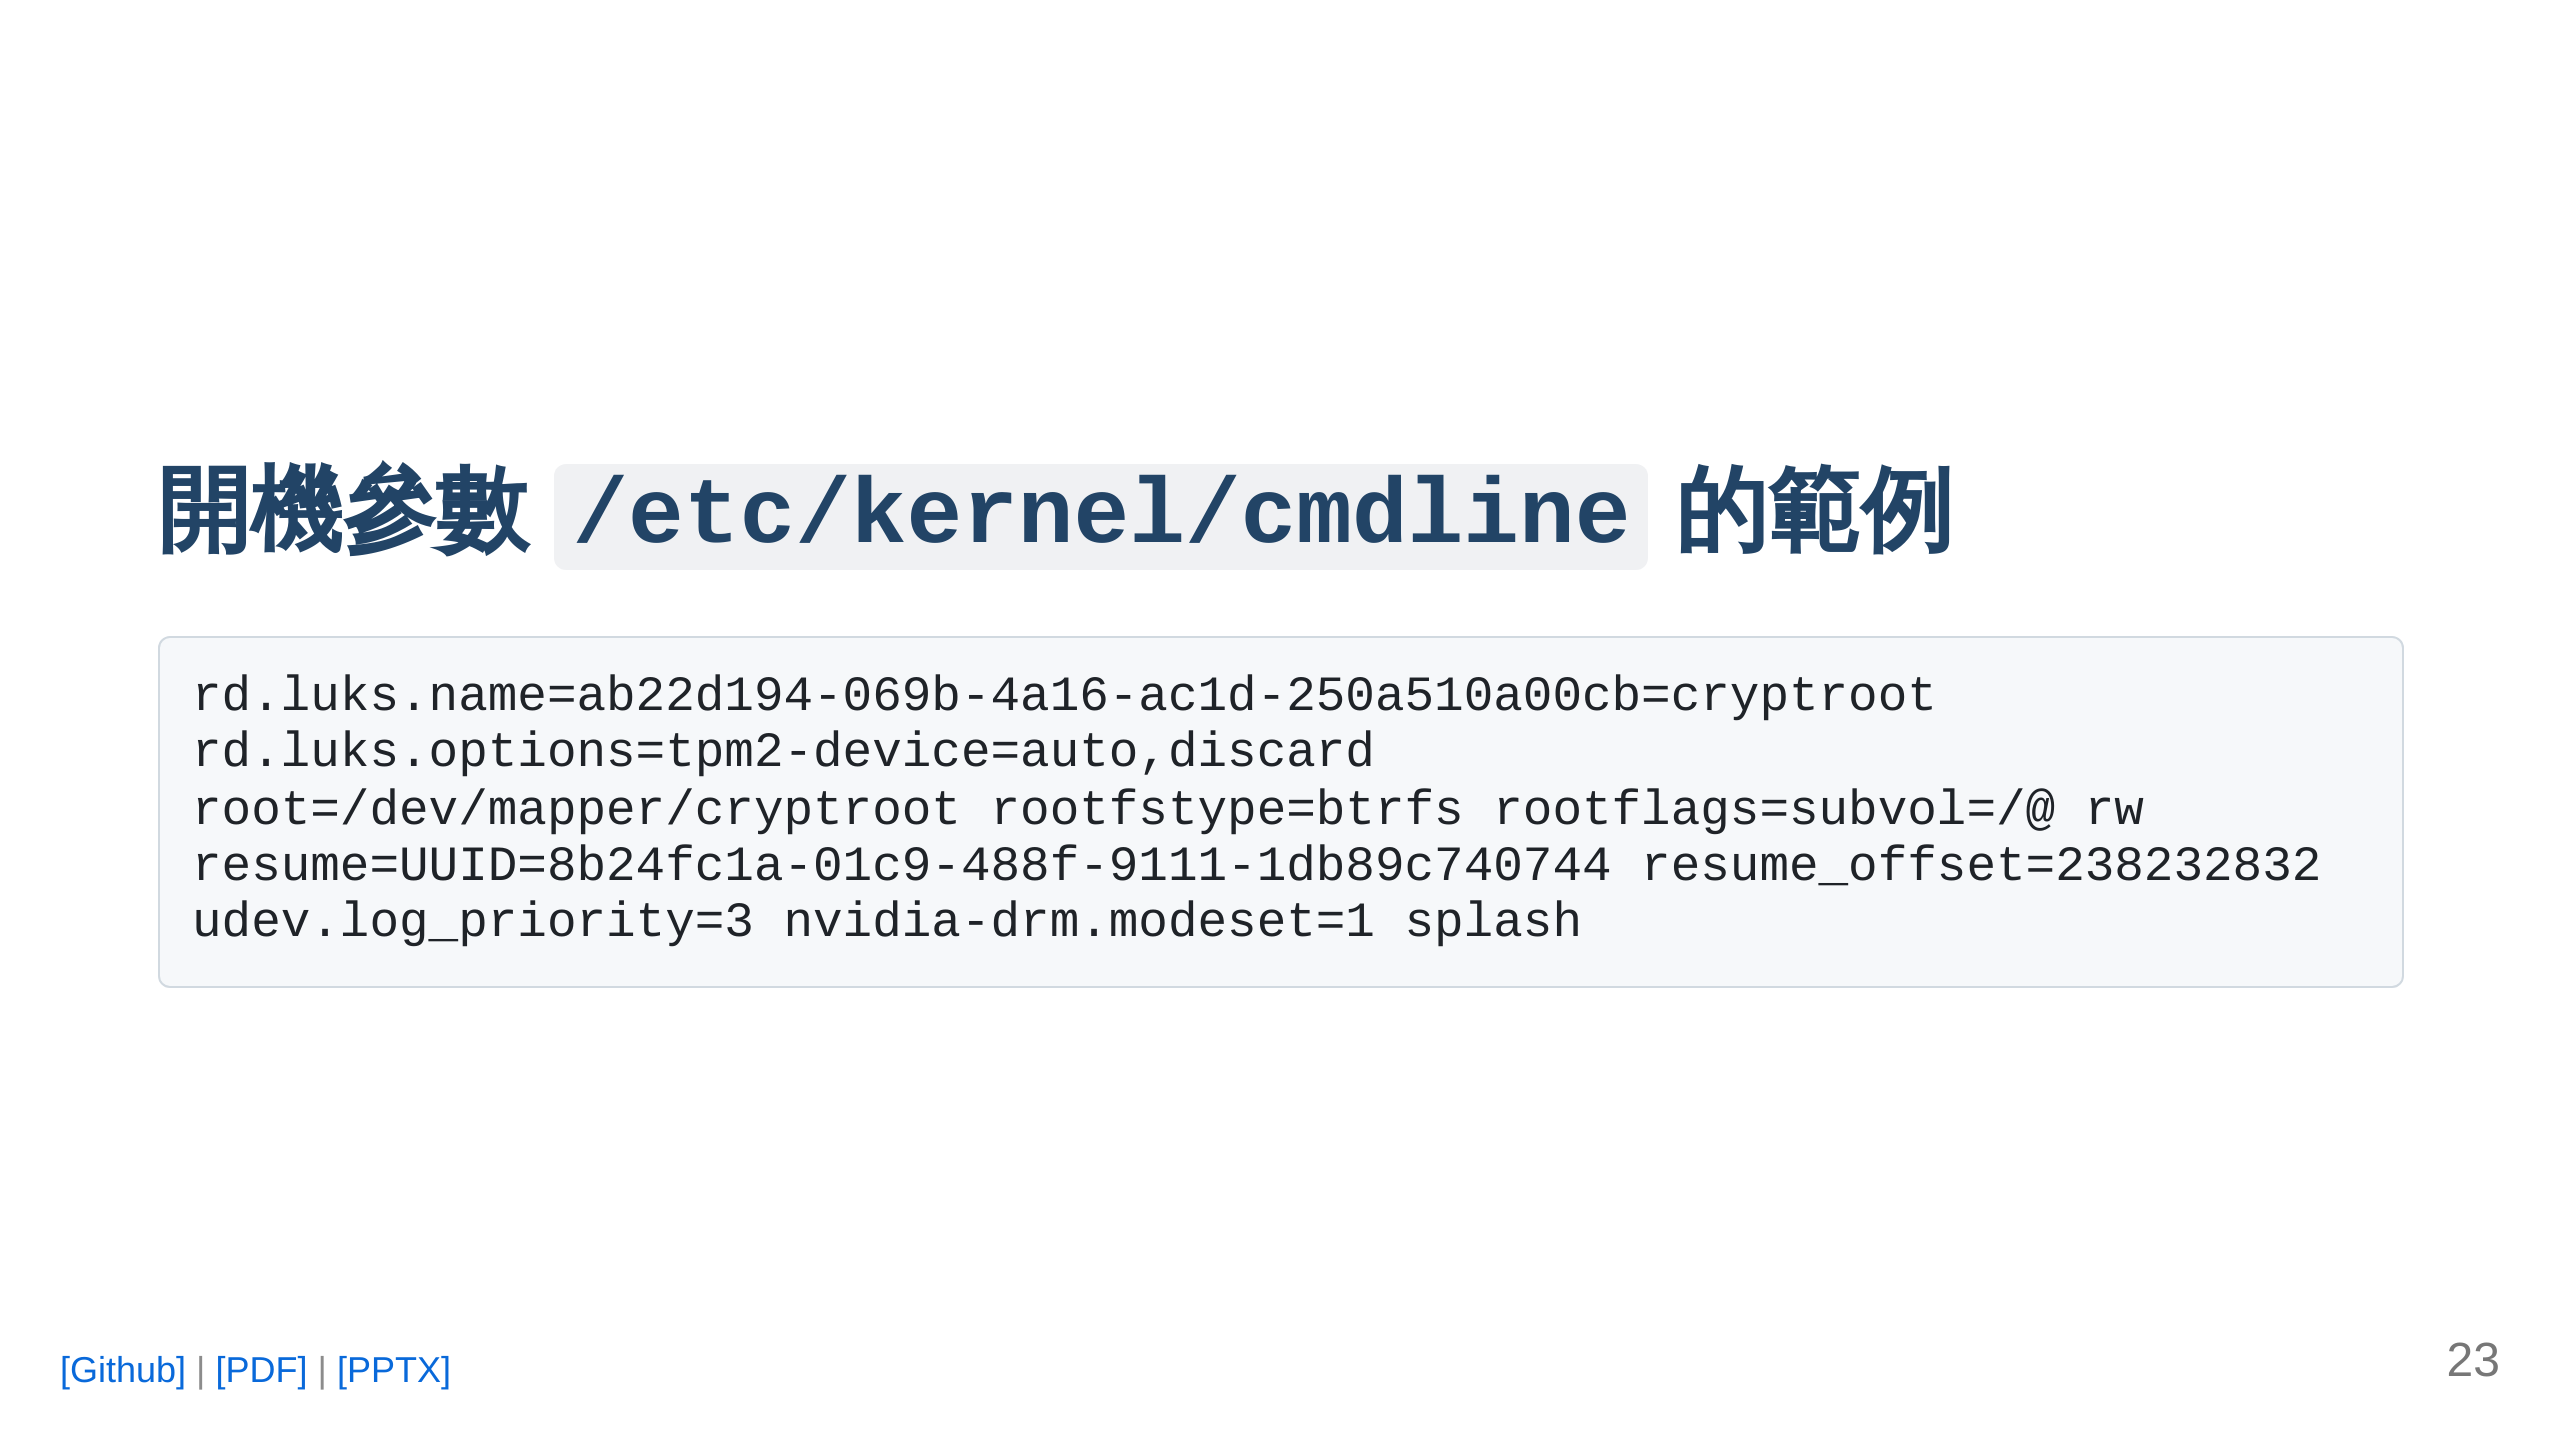 開機參數 /etc/kernel/cmdline 的範例
rd.luks.name=ab22d194-069b-4a16-ac1d-250a510a00cb=cryptroot
rd.luks.options=tpm2-device=auto,discard
root=/dev/mapper/cryptroot rootfstype=btrfs rootflags=subvol=/@ rw
resume=UUID=8b24fc1a-01c9-488f-9111-1db89c740744 resume_offset=238232832
udev.log_priority=3 nvidia-drm.modeset=1 splash
[Github] | [PDF] | [PPTX]
23